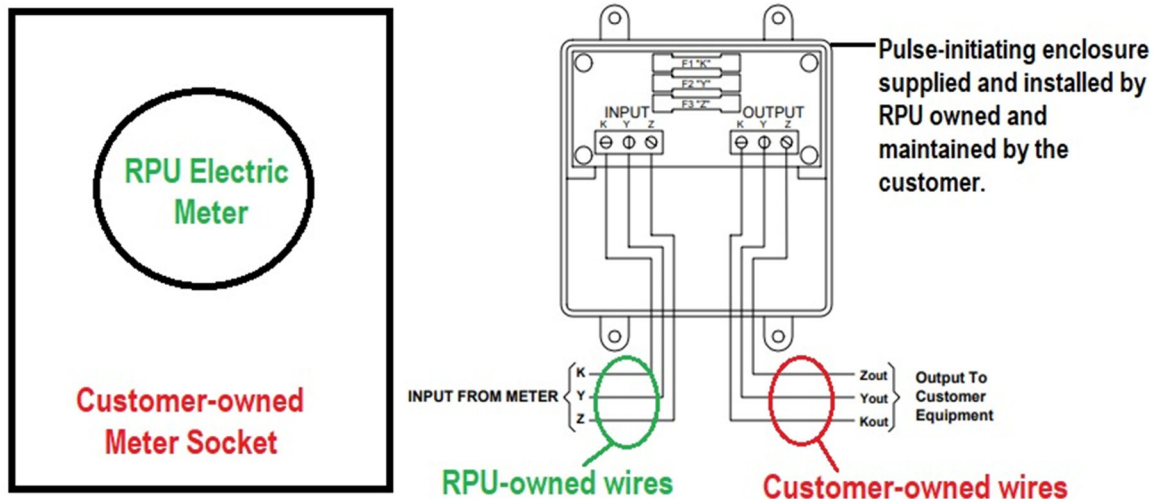 RPU Electric
Meter
Customer-owned
Meter Socket
F1 "K"
F2 "Y"
F3 "Z"
INPUT
K Y Z
OUTPUT
K Y Z
Pulse-initiating enclosure
supplied and installed by
RPU owned and
maintained by the
customer.
INPUT FROM METER
K
Y
Z
Zout
Yout
Kout
Output To
Customer
Equipment
RPU-owned wires
Customer-owned wires